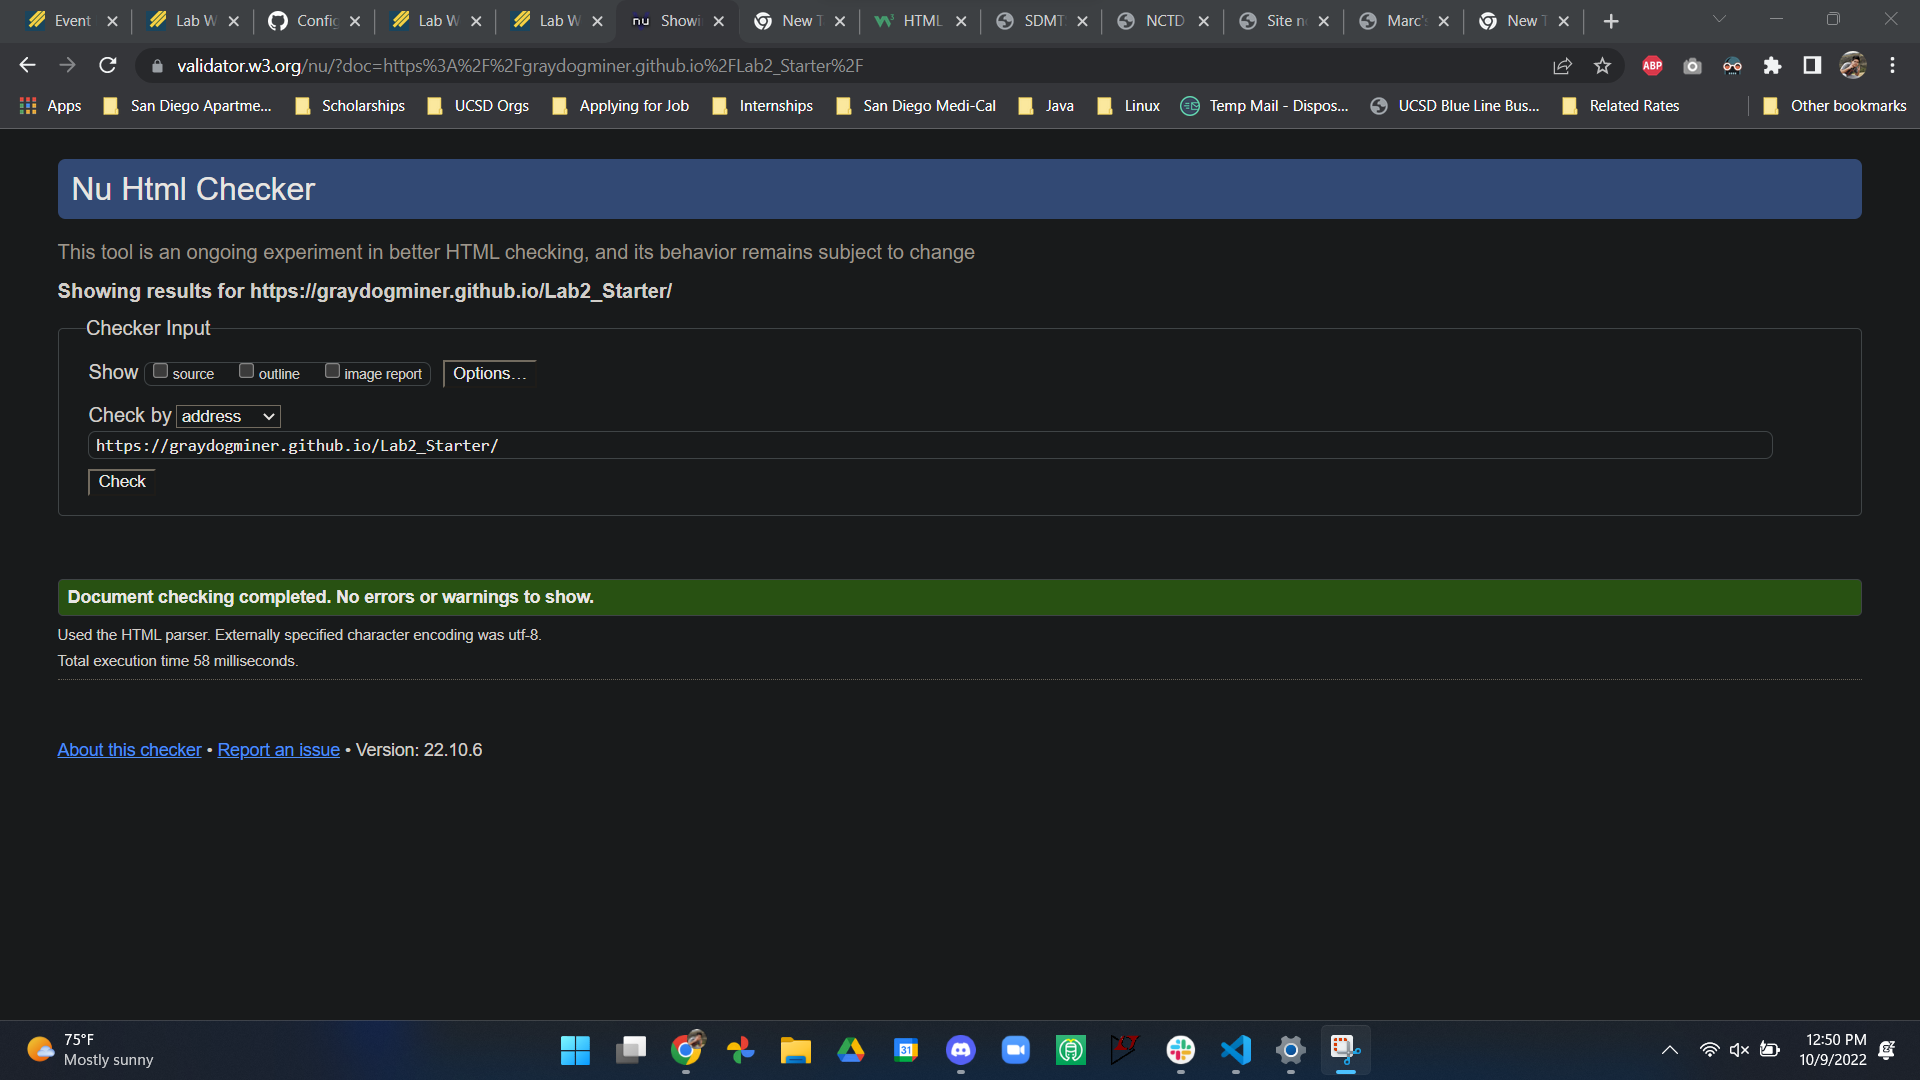 Event
Lab W
Config
Lab W
Lab W
nu Showi
New T
HTML
SDMT
NCTD
Site n
Marc's
New T
validator.w3.org/nu/?doc=https%3A%2F%2Fgraydogminer.github.io%2FLab2_Starter%2F
ABP
Apps
San Diego Apartme...
Scholarships
UCSD Orgs
Applying for Job
Internships
San Diego Medi-Cal
Java
Linux
Temp Mail - Dispos...
UCSD Blue Line Bus...
Related Rates
Other bookmarks
Nu Html Checker
This tool is an ongoing experiment in better HTML checking, and its behavior remains subject to change
Showing results for https://graydogminer.github.io/Lab2_Starter/
Checker Input
Show source outline image report Options...
Check by address
https://graydogminer.github.io/Lab2_Starter/
Check
Document checking completed. No errors or warnings to show.
Used the HTML parser. Externally specified character encoding was utf-8.
Total execution time 58 milliseconds.
About this checker • Report an issue • Version: 22.10.6
75°F
Mostly sunny
31
12:50 PM
10/9/2022